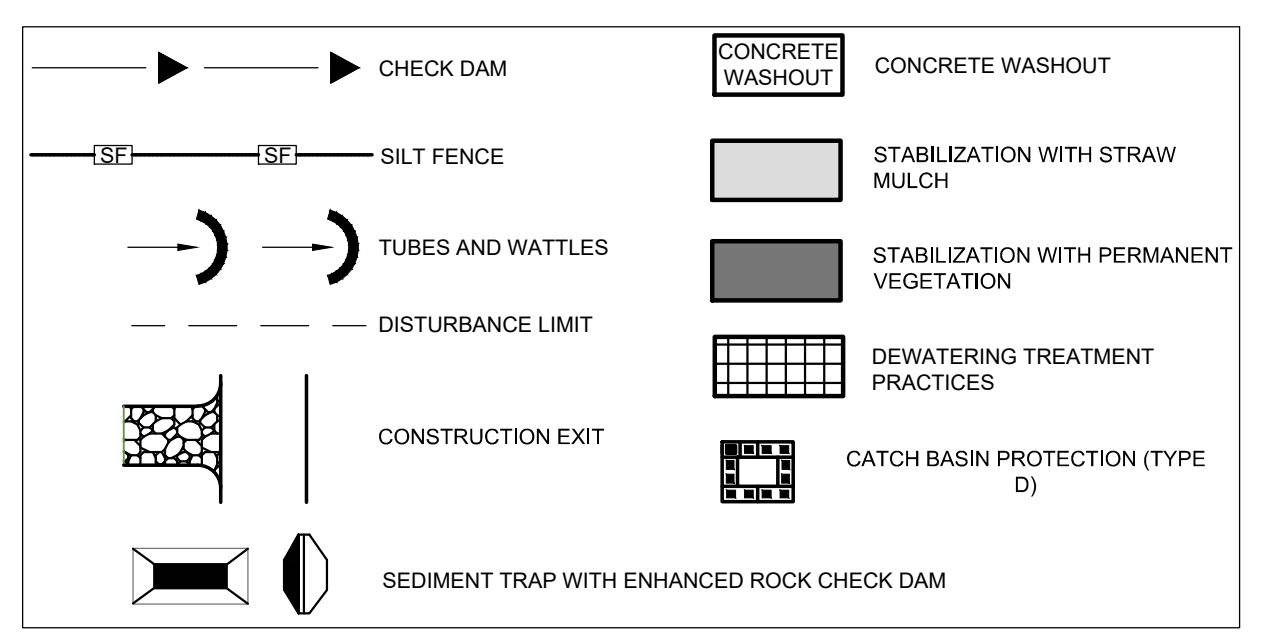 CHECK DAM
SF SF SILT FENCE
TUBES AND WATTLES
DISTURBANCE LIMIT
CONSTRUCTION EXIT
SEDIMENT TRAP WITH ENHANCED ROCK CHECK DAM
CONCRETE
WASHOUT
CONCRETE WASHOUT
STABILIZATION WITH STRAW
MULCH
STABILIZATION WITH PERMANENT
VEGETATION
DEWATERING TREATMENT
PRACTICES
CATCH BASIN PROTECTION (TYPE
D)